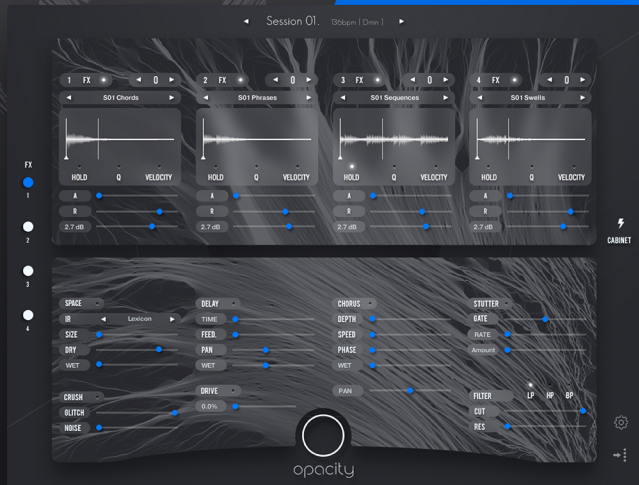 Session 01. 136bpm [ Dmin ]
1 FX 0 2 FX 0 3 FX 0 4 FX 0
S01 Chords S01 Phrases S01 Sequences S01 Swells
HOLD Q VELOCITY HOLD Q VELOCITY HOLD Q VELOCITY HOLD Q VELOCITY
FX
A A A A
1
R R R R
2.7 dB 2.7 dB 2.7 dB 2.7 dB
2
CABINET
3
SPACE DELAY CHORUS STUTTER
4
IR Lexicon TIME DEPTH GATE
SIZE FEED. SPEED RATE
DRY PAN PHASE Amount
WET WET WET
CRUSH DRIVE PAN FILTER LP HP BP
GLITCH 0.0% CUT
NOISE RES
opacity